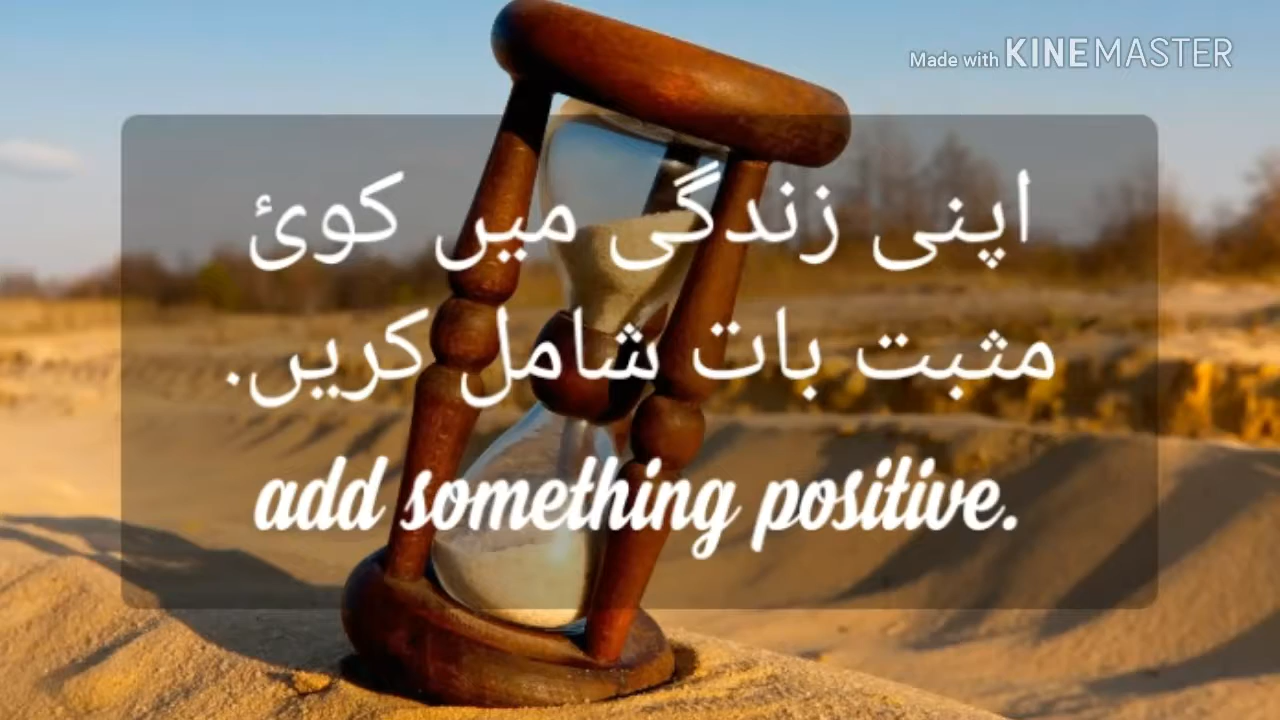 Made with KINEMASTER
اپنی زندگی میں کوئ
مثبت بات شامل کریں.
add something positive.